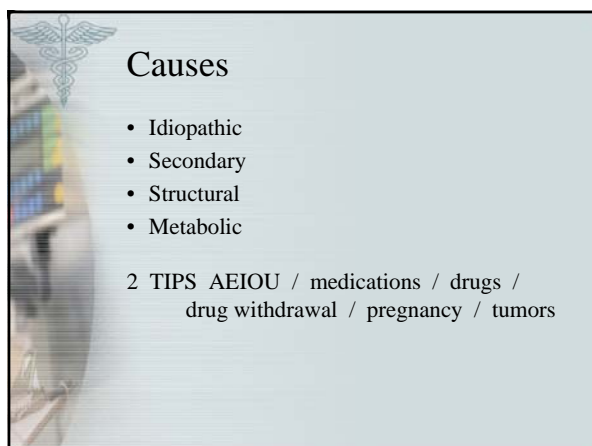 Causes
• Idiopathic
• Secondary
• Structural
• Metabolic
2 TIPS AEIOU / medications / drugs /
drug withdrawal / pregnancy / tumors